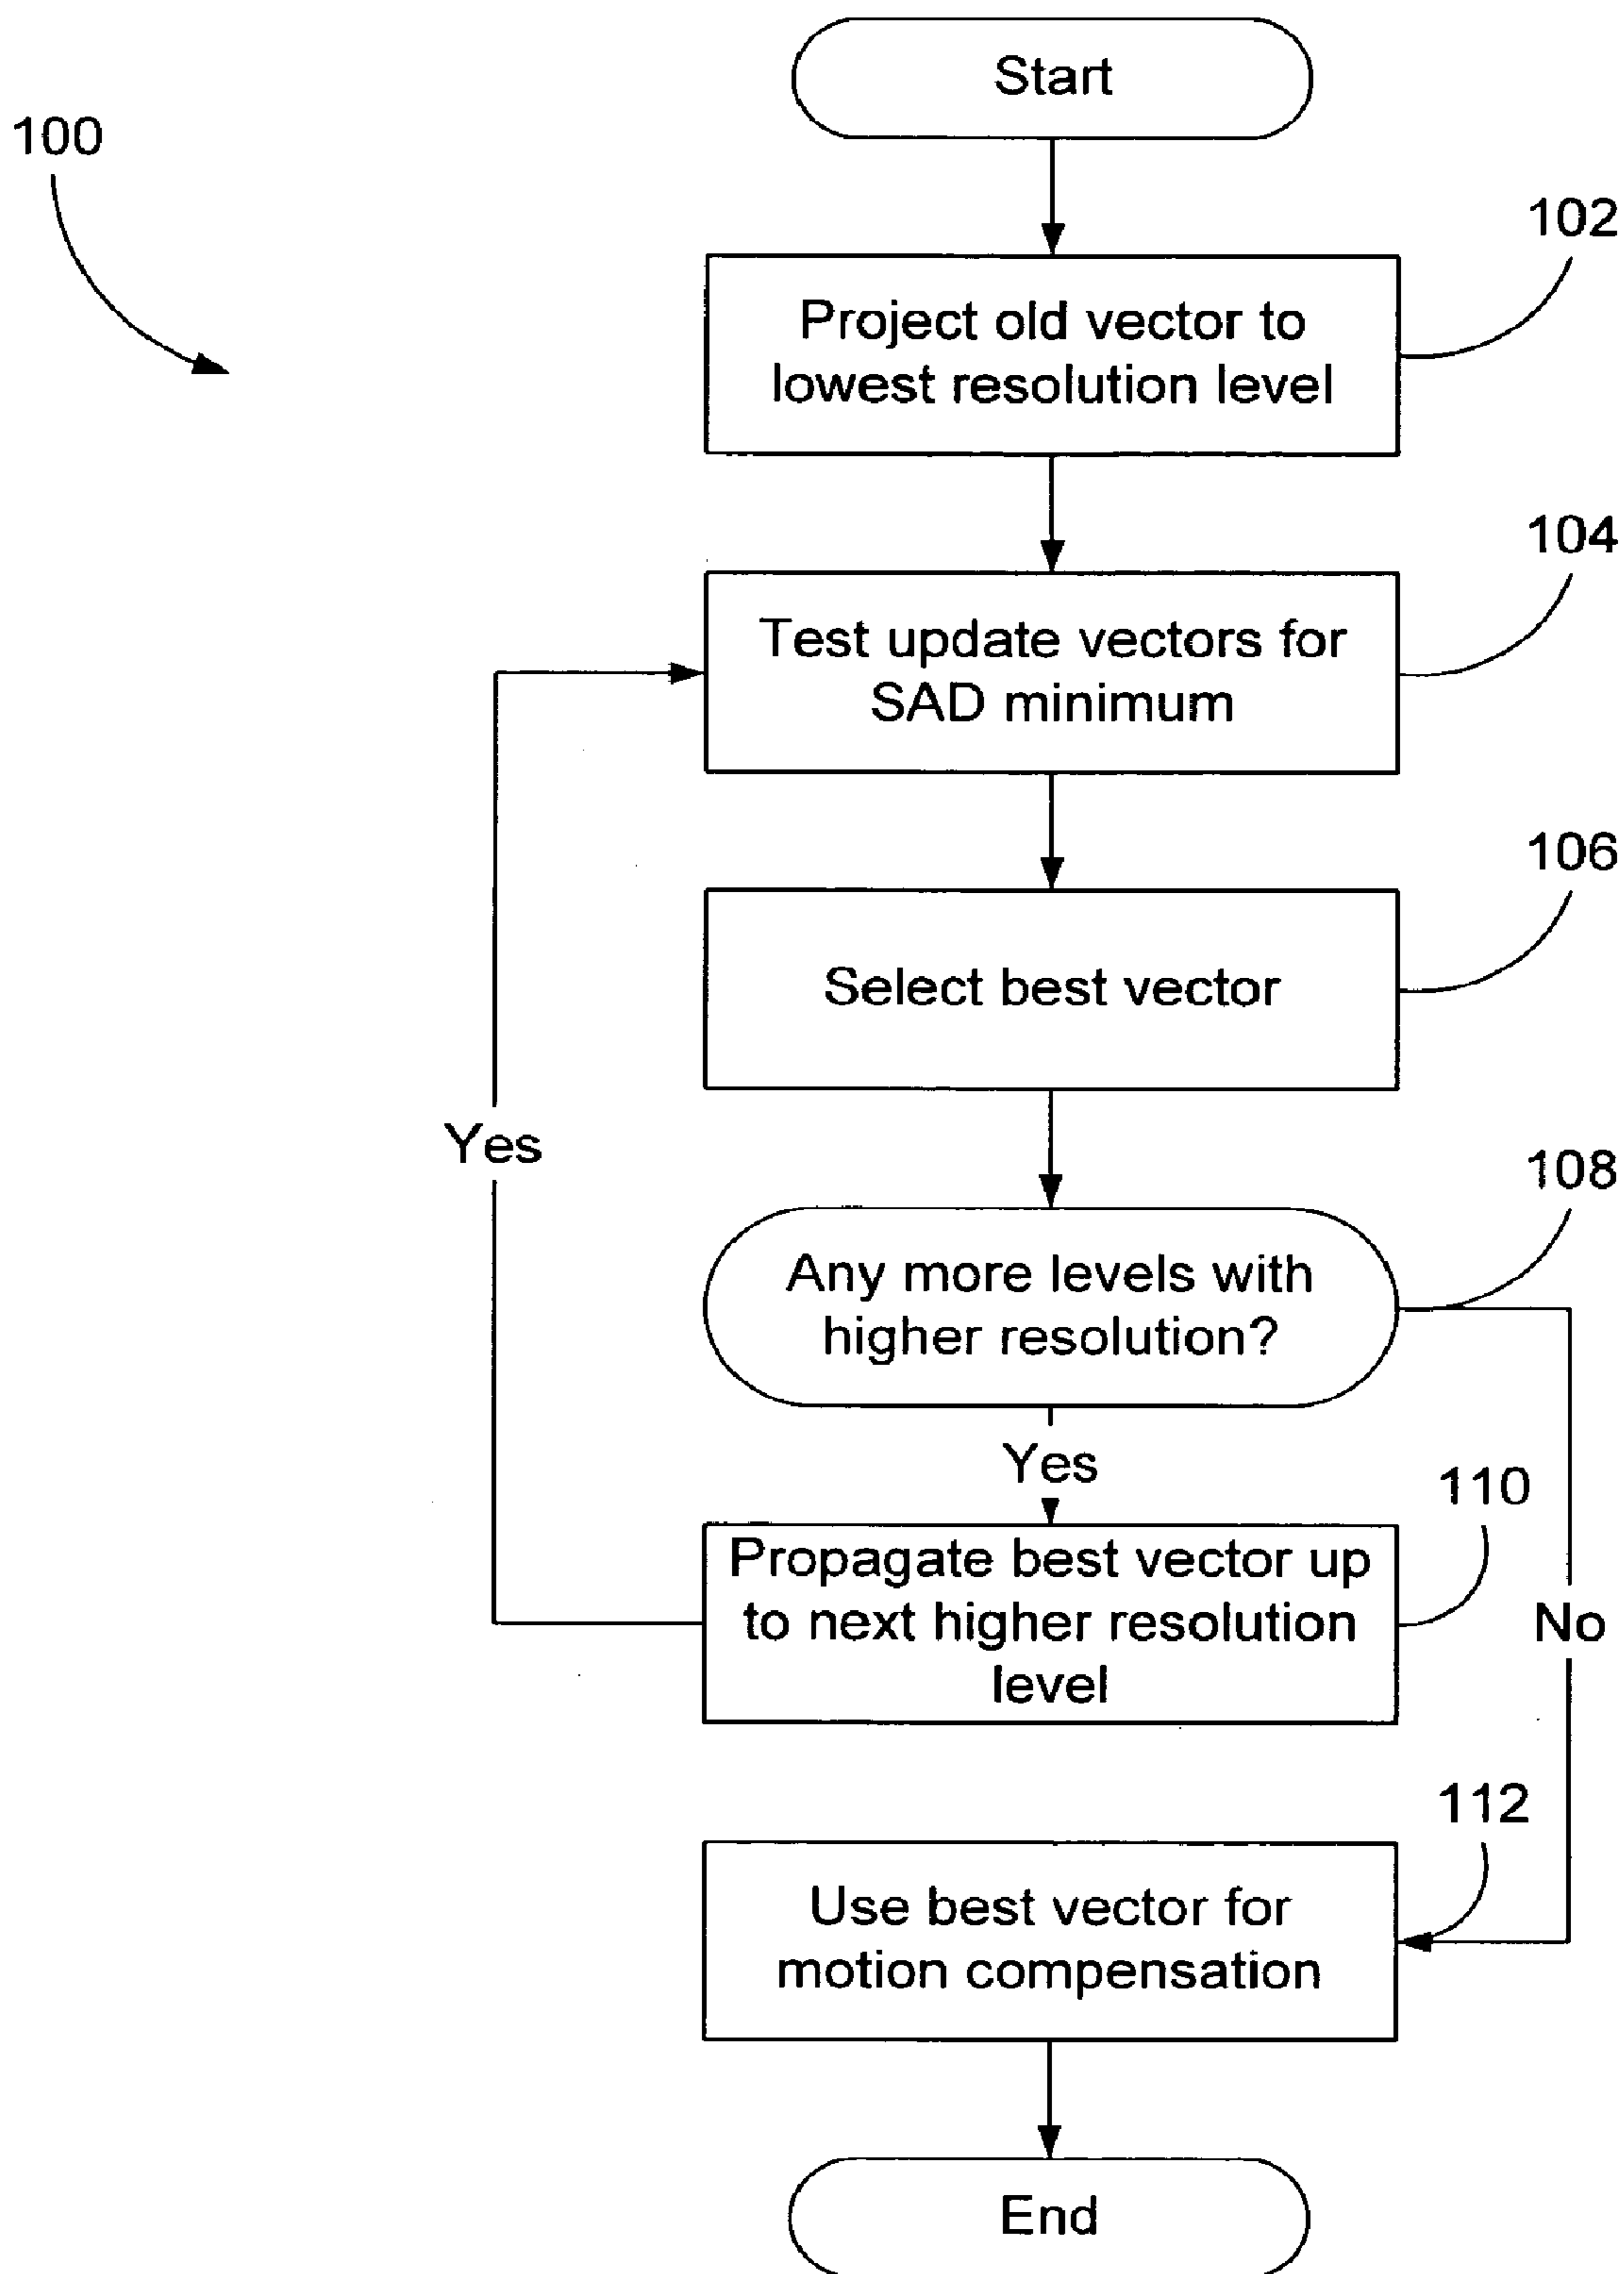 Start
100
102
Project old vector to
lowest resolution level
104
Test update vectors for
SAD minimum
106
Select best vector
Yes
108
Any more levels with
higher resolution?
Yes
110
Propagate best vector up
to next higher resolution
level
No
112
Use best vector for
motion compensation
End